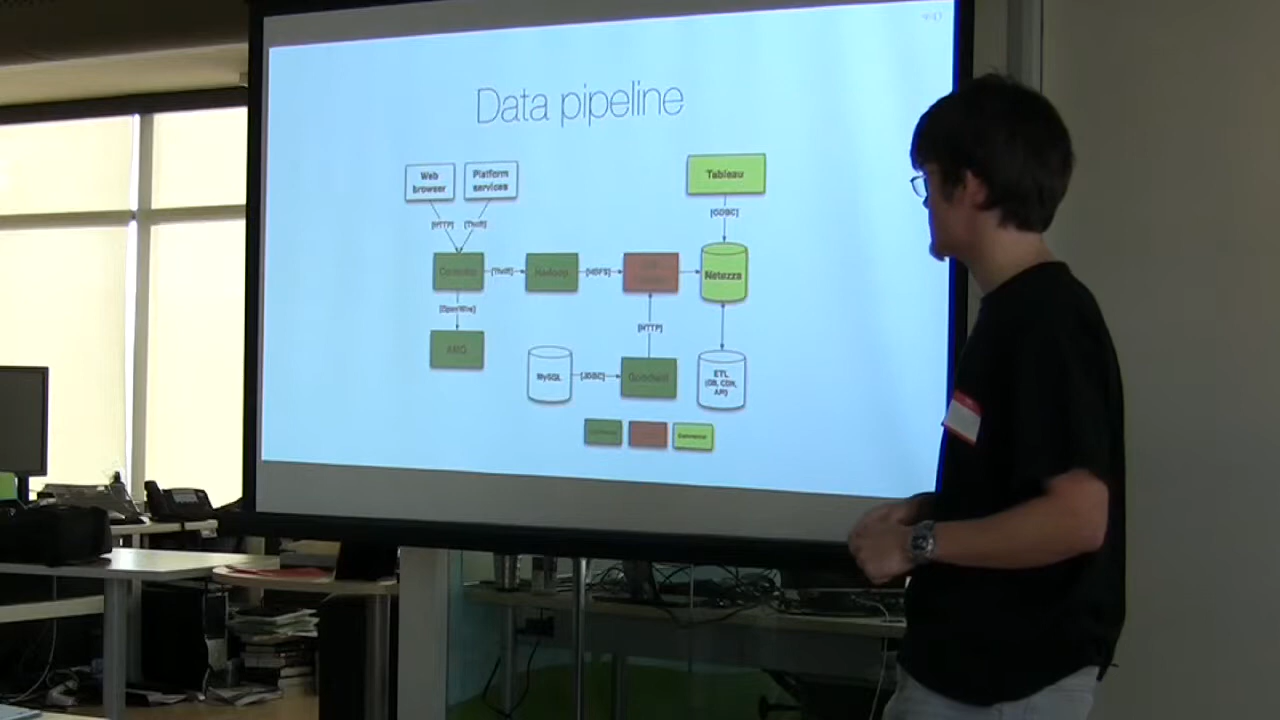 Data pipeline
Web
browser
Platform
services
Tableau
[HTTP]
[Thrift]
[ODBC]
[Thrift]
Hadoop
[HDFS]
Netezza
[OpenWire]
AMQ
[HTTP]
MySQL
[JDBC]
ETL
(DB, CDN,
API)